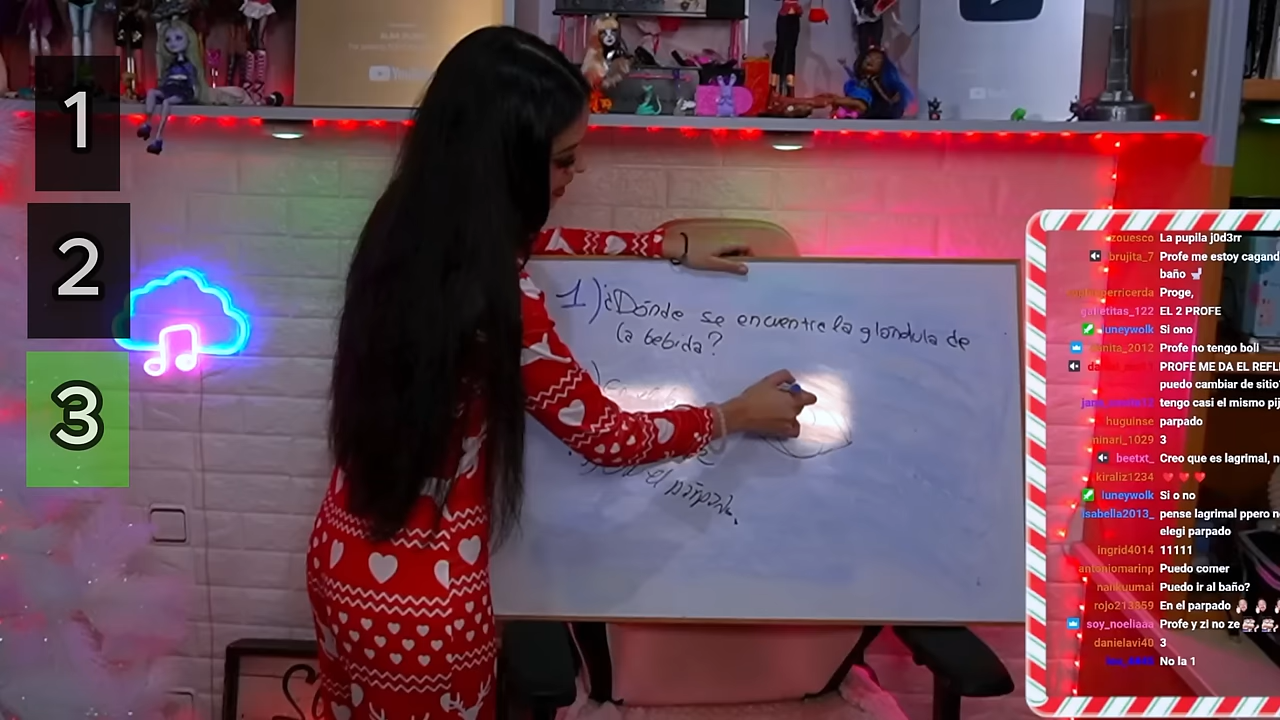 1
2
3
1) ¿Dónde se encuentra la glándula de
la bebida?
el párpado.
zouesco La pupila j0d3rr
brujita_7 Profe me estoy cagand
baño
Proge,
galletitas_122 EL 2 PROFE
luneywolk Si ono
Profe no tengo boli
PROFE ME DA EL REFL
puedo cambiar de sitio
tengo casi el mismo pij
huguinse parpado
minari_1029 3
beetxt_ Creo que es lagrimal, n
kiraliz1234
luneywolk Si o no
isabella2013_ pense lagrimal ppero n
elegi parpado
ingrid4014 11111
antoniomarinp Puedo comer
nankuumai Puedo ir al baño?
rojo213859 En el parpado
soy_noeliaaa Profe y zI no ze
danielavi40 3
No la 1